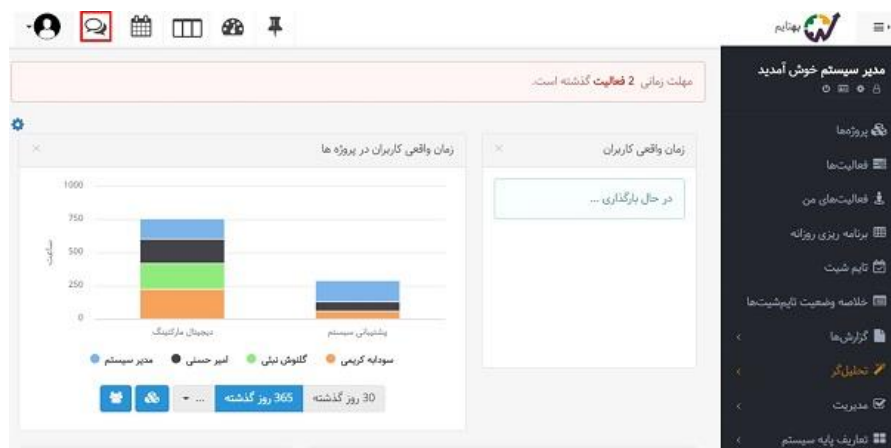 بهتایم
مدیر سیستم خوش آمدید
پروژه‌ها
فعالیت‌ها
فعالیت‌های من
برنامه ریزی روزانه
تایم شیت
خلاصه وضعیت تایم‌شیت‌ها
گزارش‌ها
تحلیل‌گر
مدیریت
تعاریف پایه سیستم
مهلت زمانی 2 فعالیت گذشته است.
زمان واقعی کاربران
در حال بارگذاری ...
زمان واقعی کاربران در پروژه ها
1000
750
500
250
0
ساعت
پشتیبانی سیستم
دیجیتال مارکتینگ
سودابه کریمی گلنوش نبئی امیر حسنی مدیر سیستم
30 روز گذشته 365 روز گذشته ...